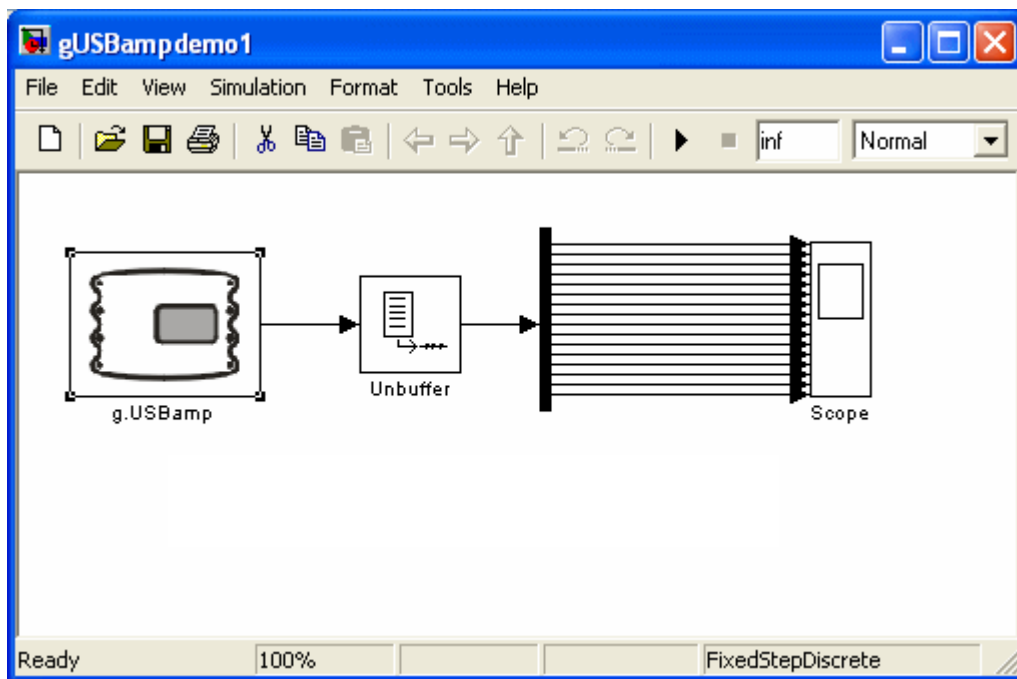 gUSBampdemo1
File Edit View Simulation Format Tools Help
inf Normal
g.USBamp
Unbuffer
Scope
Ready 100% FixedStepDiscrete